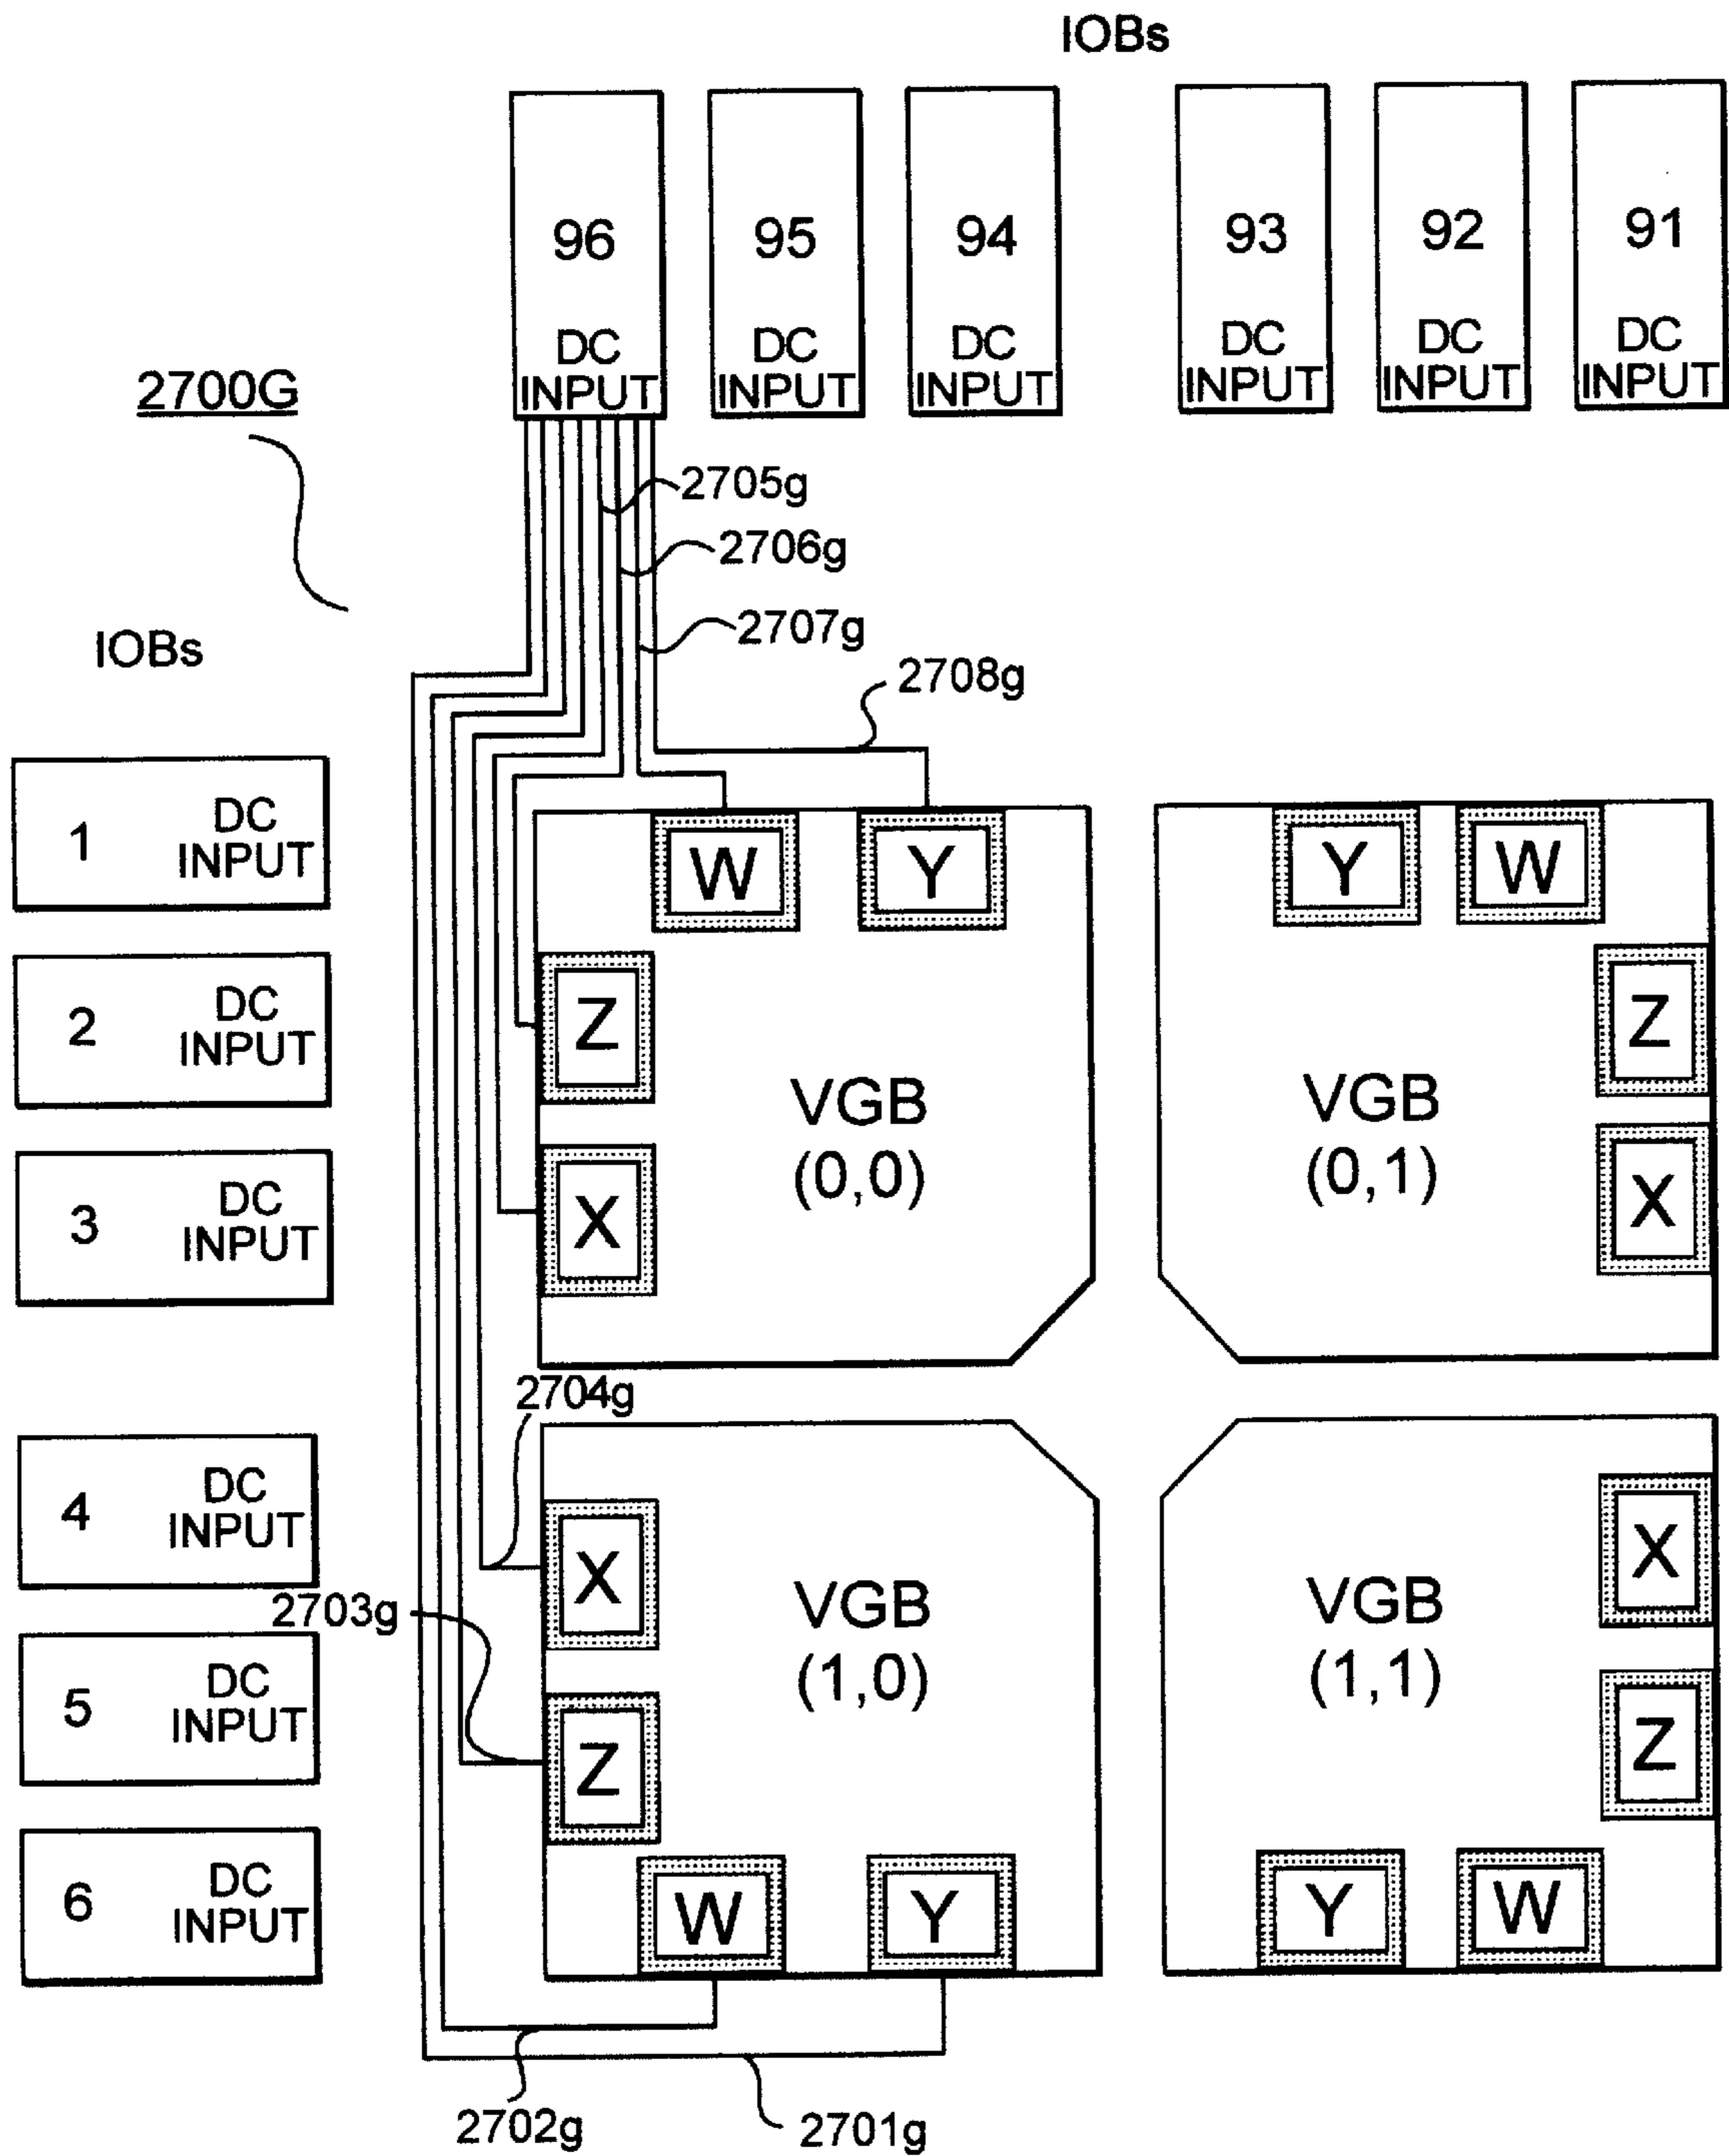 IOBs
96
DC
INPUT
95
DC
INPUT
94
DC
INPUT
93
DC
INPUT
92
DC
INPUT
91
DC
INPUT
2700G
2705g
2706g
2707g
2708g
IOBs
1
DC
INPUT
2
DC
INPUT
3
DC
INPUT
4
DC
INPUT
5
DC
INPUT
6
DC
INPUT
W
Y
Z
X
VGB
(0,0)
Y
W
Z
X
VGB
(0,1)
2704g
2703g
X
Z
W
Y
VGB
(1,0)
X
Z
Y
W
VGB
(1,1)
2702g
2701g